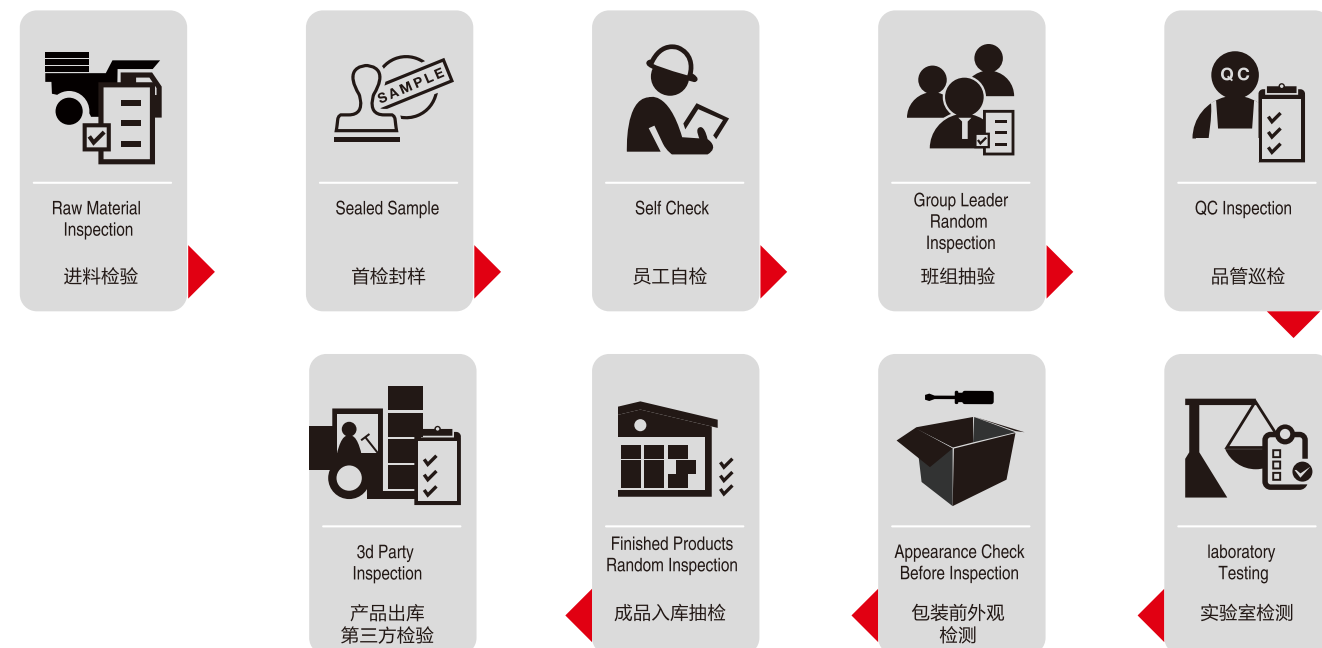 Raw Material
Inspection
进料检验
SAMPLE
Sealed Sample
首检封样
Self Check
员工自检
Group Leader
Random
Inspection
班组抽验
QC
QC Inspection
品管巡检
laboratory
Testing
实验室检测
Appearance Check
Before Inspection
包装前外观
检测
Finished Products
Random Inspection
成品入库抽检
3d Party
Inspection
产品出库
第三方检验